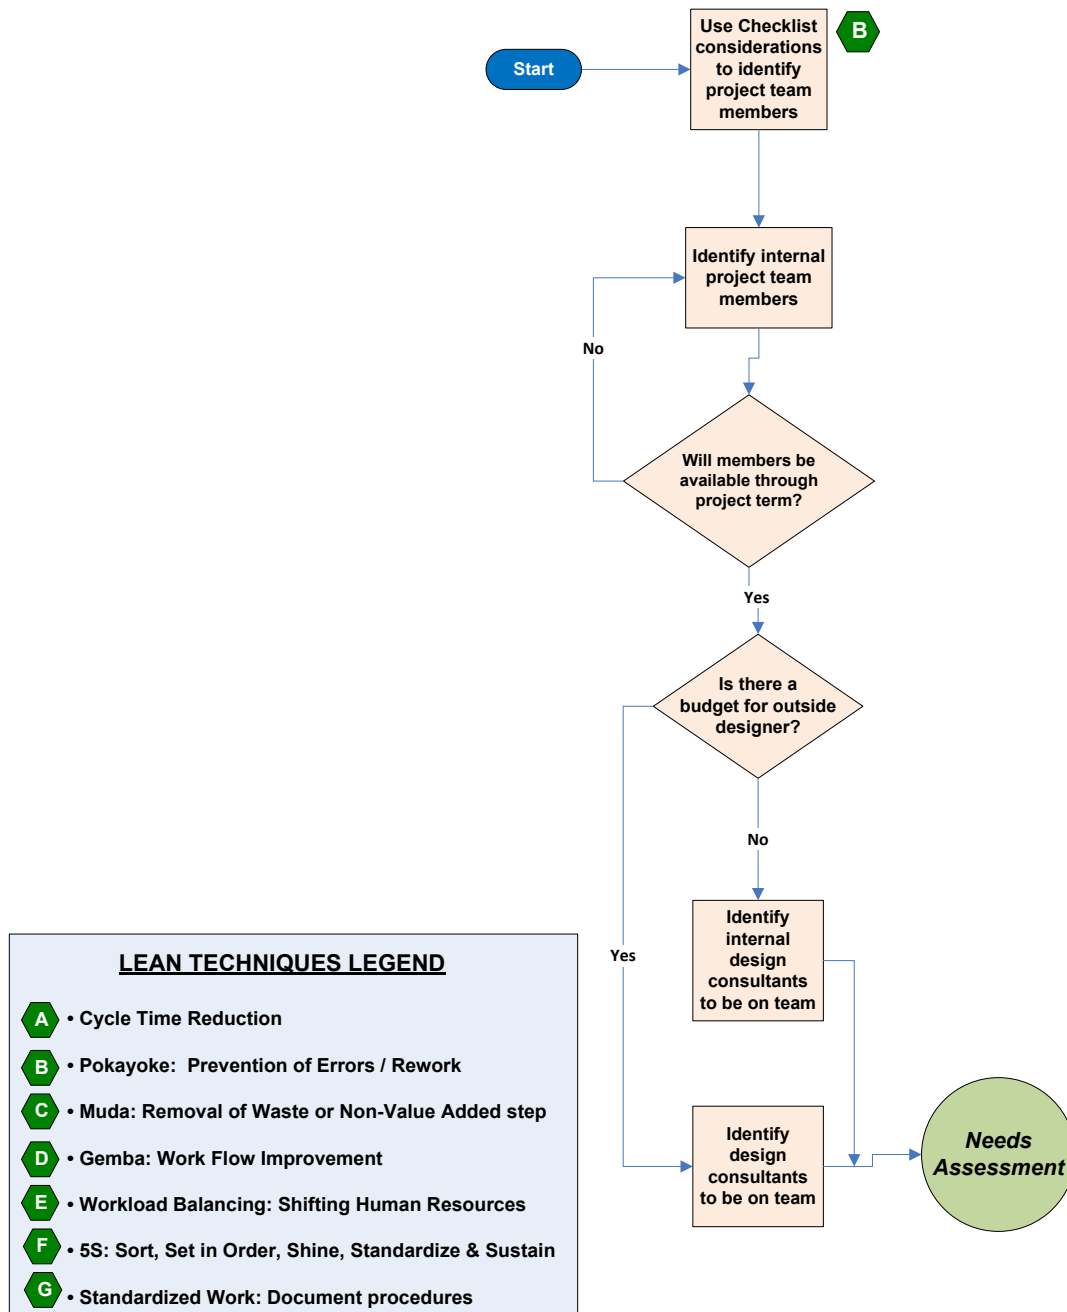 Start
Use Checklist
considerations
to identify
project team
members
B
Identify internal
project team
members
No
Will members be
available through
project term?
Yes
Is there a
budget for outside
designer?
No
Yes
Identify
internal
design
consultants
to be on team
Identify
design
consultants
to be on team
Needs
Assessment
LEAN TECHNIQUES LEGEND
A • Cycle Time Reduction
B • Pokayoke:  Prevention of Errors / Rework
C • Muda: Removal of Waste or Non-Value Added step
D • Gemba: Work Flow Improvement
E • Workload Balancing: Shifting Human Resources
F • 5S: Sort, Set in Order, Shine, Standardize & Sustain
G • Standardized Work: Document procedures